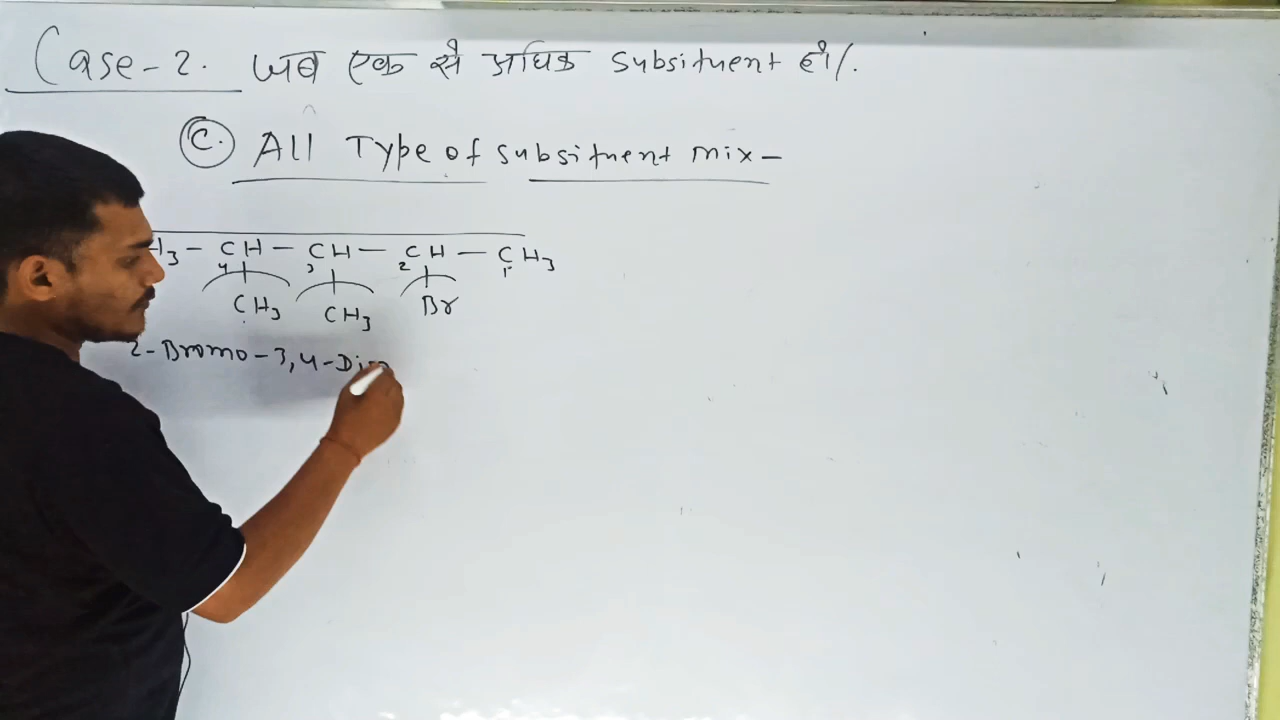 Case-2. जब एक से अधिक Subsituent हो/.
C. All Type of subsituent mix-
H3 - CH - CH - CH - CH3
4 3 2 1
CH3 CH3 Br
2-Bromo-3,4-Di